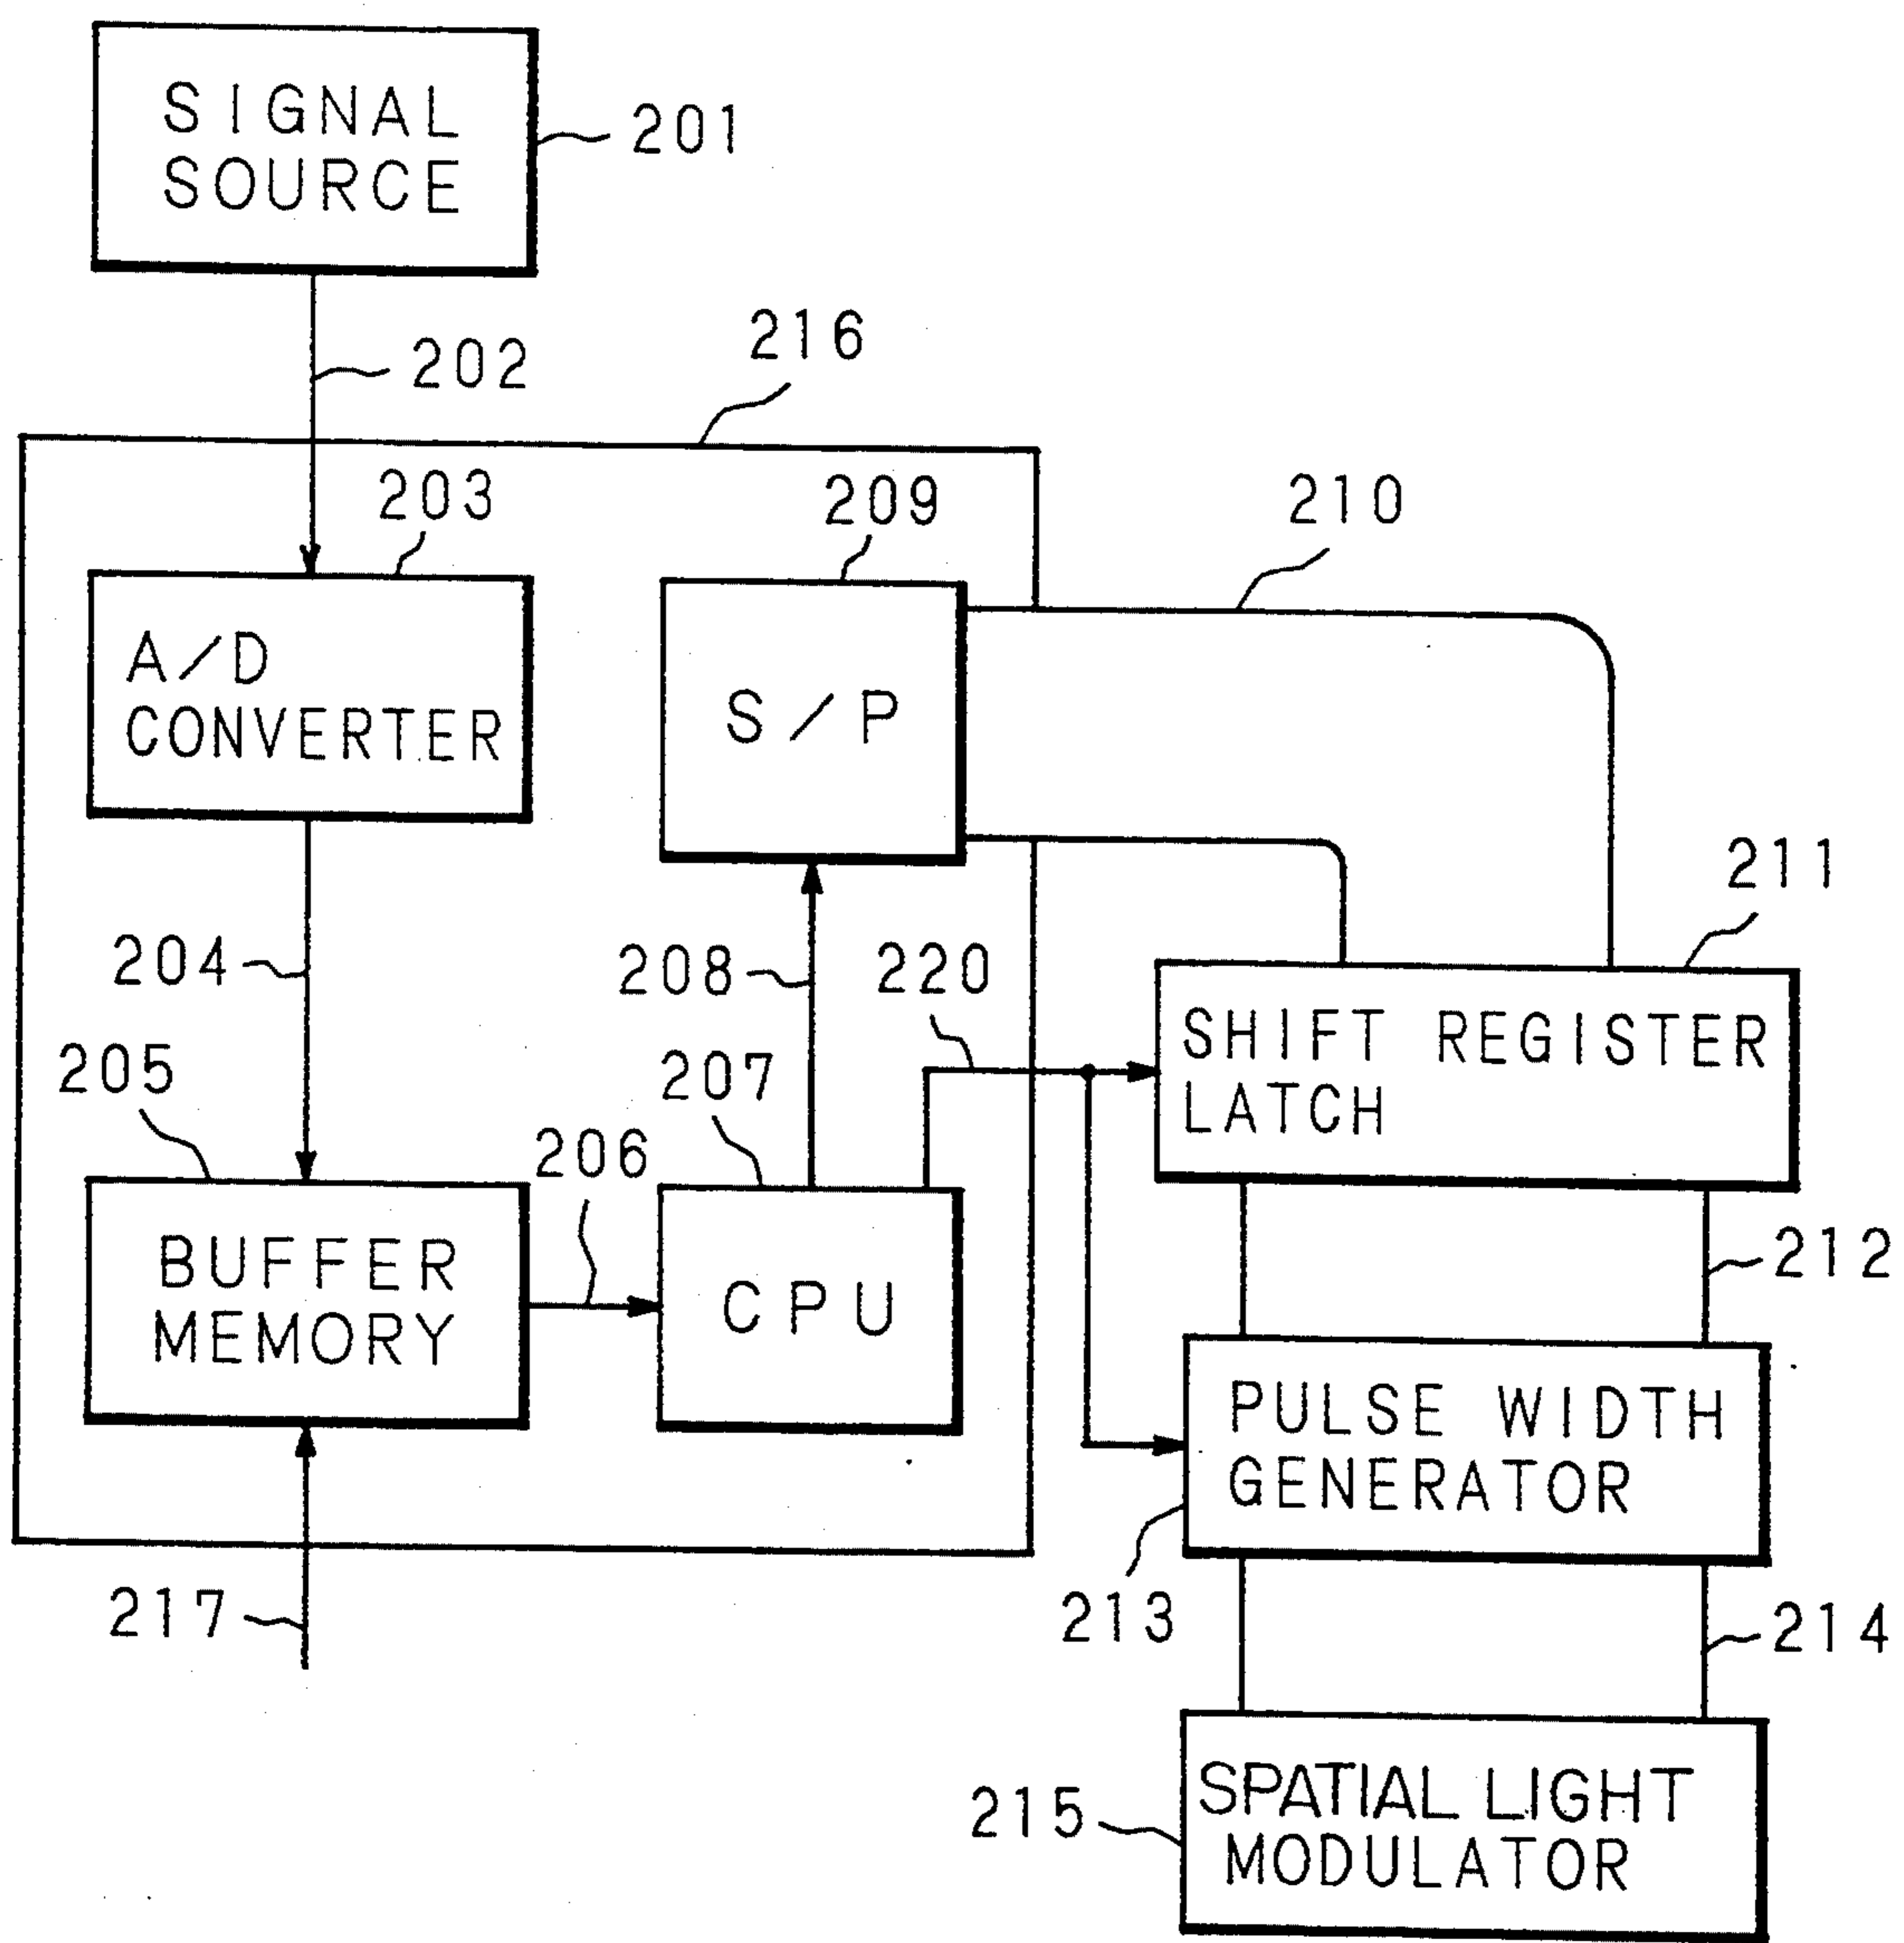 SIGNAL
SOURCE
201
202
216
203
209
210
A/D
CONVERTER
S/P
211
204
208
220
SHIFT REGISTER
LATCH
205
206
207
BUFFER
MEMORY
CPU
212
PULSE WIDTH
GENERATOR
217
213
214
215
SPATIAL LIGHT
MODULATOR